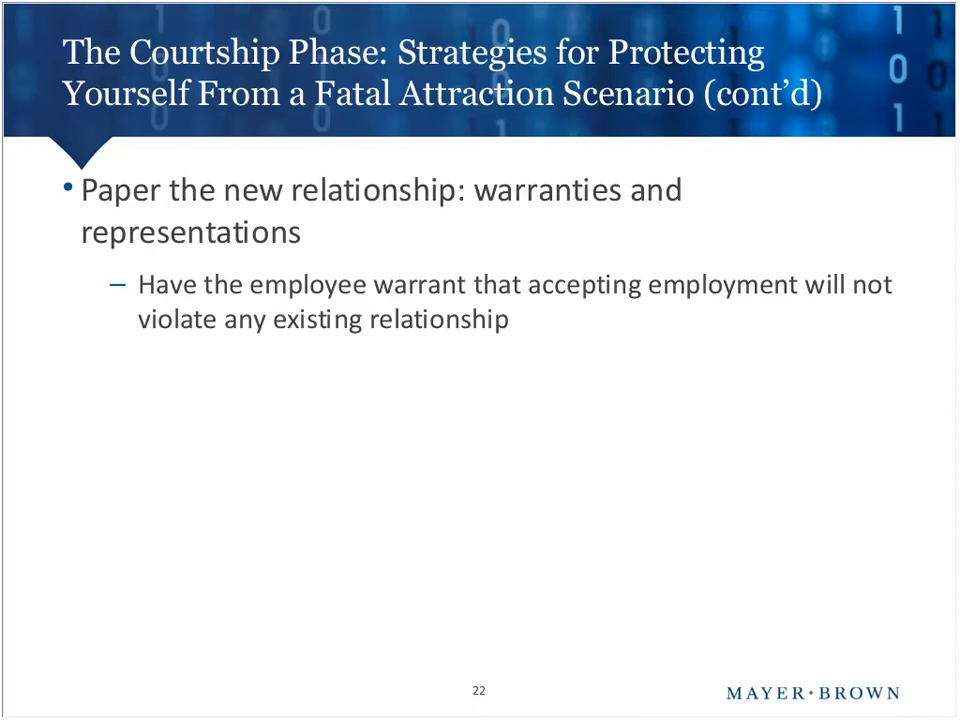 The Courtship Phase: Strategies for Protecting
Yourself From a Fatal Attraction Scenario (cont’d)
• Paper the new relationship: warranties and
representations
– Have the employee warrant that accepting employment will not
violate any existing relationship
22
MAYER•BROWN